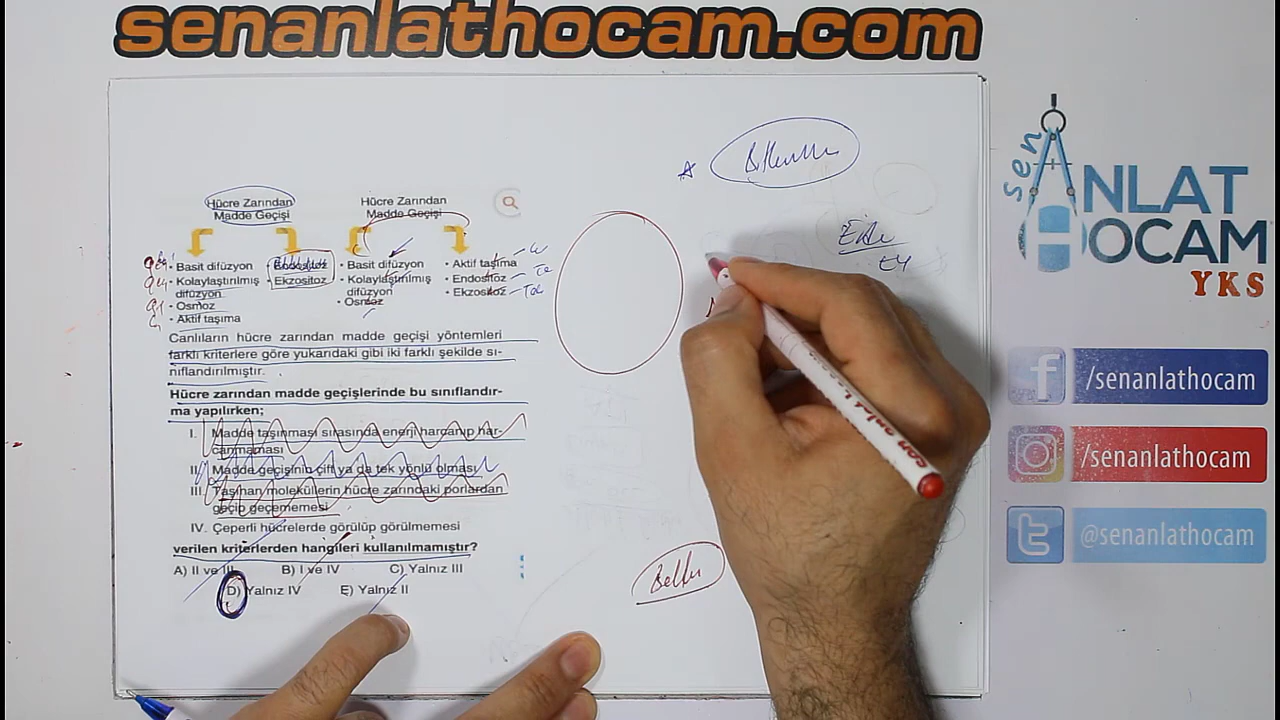 senanlathocam.com
Hücre Zarından
Madde Geçişi
• Basit difüzyon
• Kolaylaştırılmış
difüzyon
• Osmoz
• Aktif taşıma
• Ekzositoz
Hücre Zarından
Madde Geçişi
• Basit difüzyon
• Kolaylaştırılmış
difüzyon
• Osmoz
• Aktif taşıma
• Endositoz
• Ekzositoz
Canlıların hücre zarından madde geçişi yöntemleri
farklı kriterlere göre yukarıdaki gibi iki farklı şekilde sı-
nıflandırılmıştır.
Hücre zarından madde geçişlerinde bu sınıflandır-
ma yapılırken;
I. Madde taşınması sırasında enerji harcanıp har-
canmaması
II. Madde geçişinin çift ya da tek yönlü olması
III. Taşınan moleküllerin hücre zarındaki porlardan
geçip geçememesi
IV. Çeperli hücrelerde görülüp görülmemesi
verilen kriterlerden hangileri kullanılmamıştır?
A) II ve III B) I ve IV C) Yalnız III
D) Yalnız IV E) Yalnız II
sen
ANLAT
HOCAM
YKS
/senanlathocam
/senanlathocam
@senanlathocam